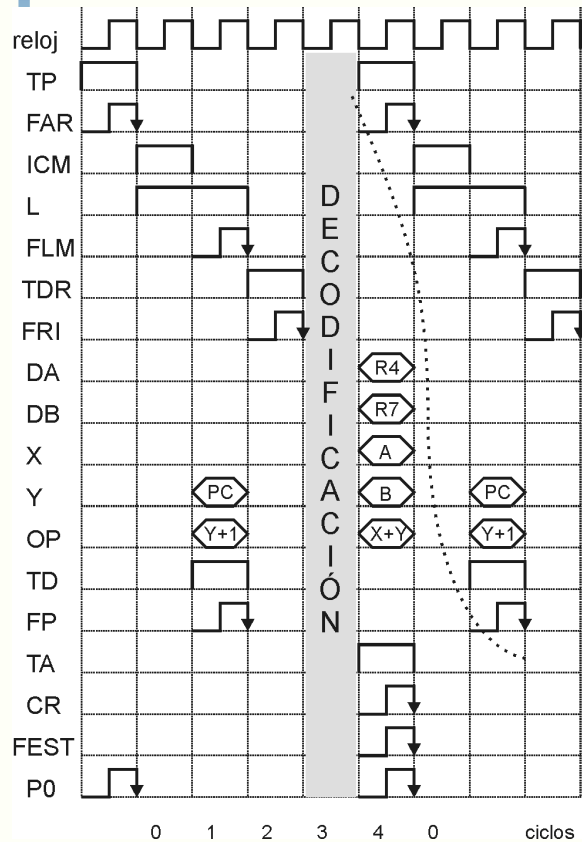 reloj
TP
FAR
ICM
L
FLM
TDR
FRI
DA R4
DB R7
X A
Y PC B PC
OP Y+1 X+Y Y+1
TD
FP
TA
CR
FEST
P0
DECODIFICACIÓN
0 1 2 3 4 0 ciclos